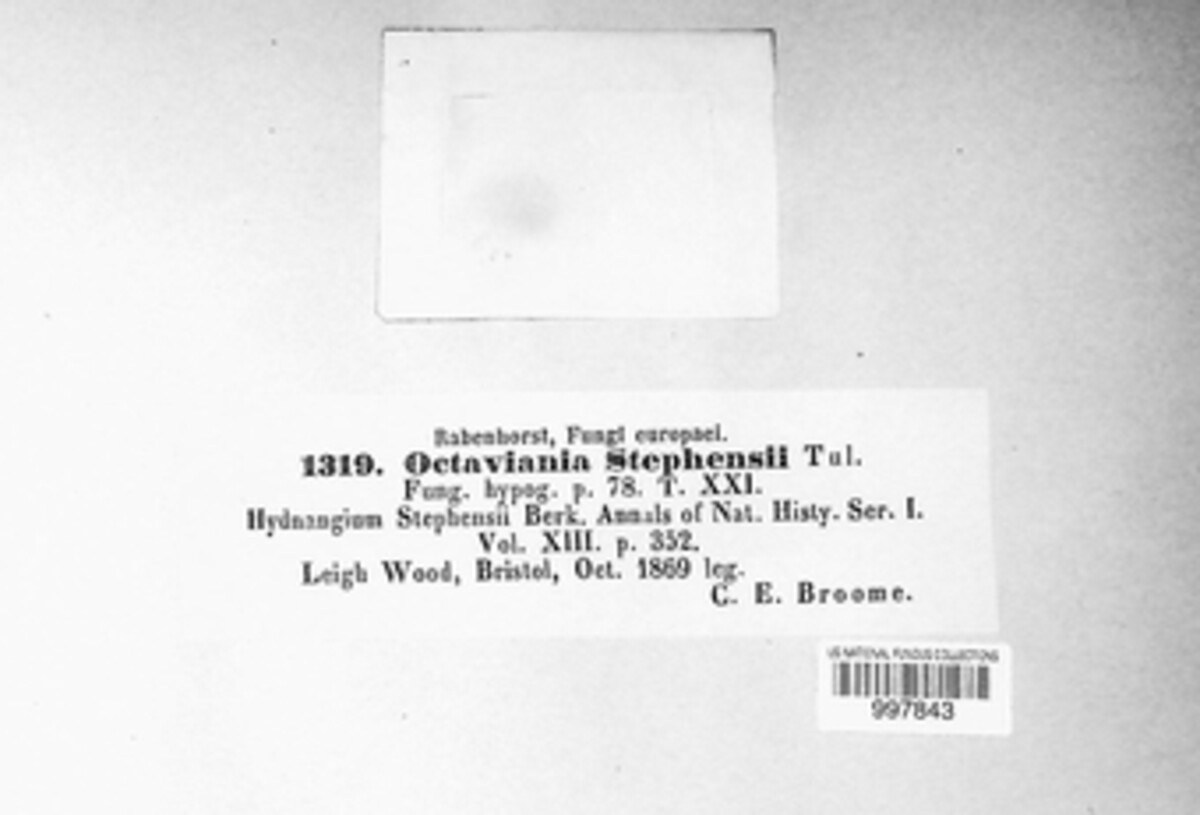 Rabenhorst, Fungi europaei.
1319. Octaviania Stephensii Tul.
Fung. hypog. p. 78. T. XXI.
Hydnangium Stephensii Berk. Annals of Nat. Histy. Ser. I.
Vol. XIII. p. 352.
Leigh Wood, Bristol, Oct. 1869 leg.
C. E. Broome.
US NATIONAL FUNGUS COLLECTIONS
997843